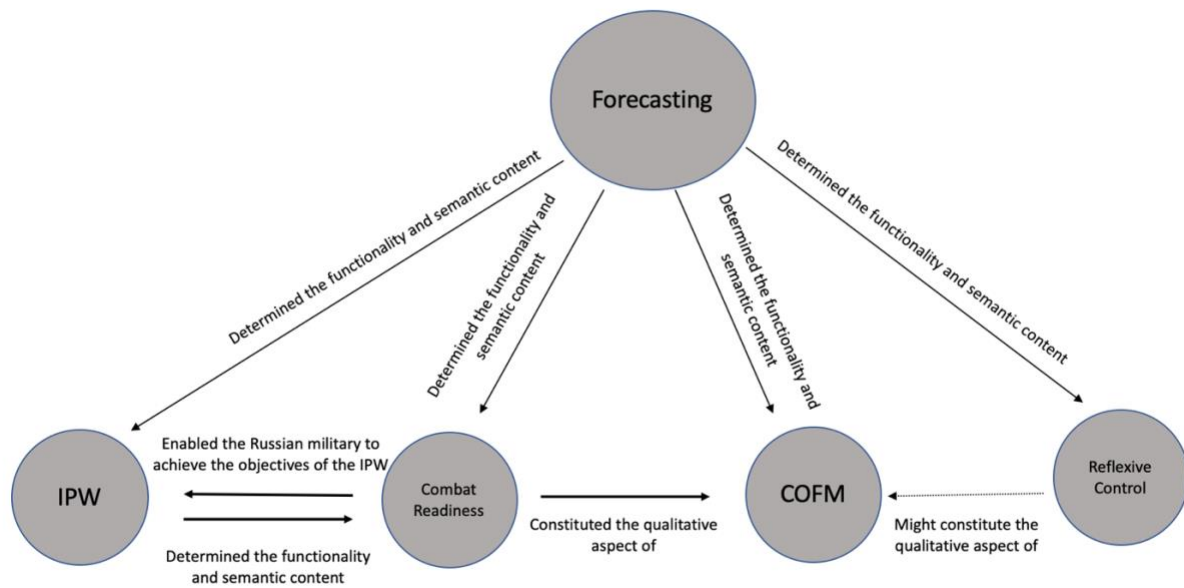 Forecasting
Determined the functionality and semantic content
Determined the functionality and
semantic content
Determined the functionality and
semantic content
Determined the functionality and semantic content
Enabled the Russian military to
achieve the objectives of the IPW
IPW
Combat
Readiness
COFM
Reflexive
Control
Determined the functionality
and semantic content
Constituted the qualitative
aspect of
Might constitute the
qualitative aspect of